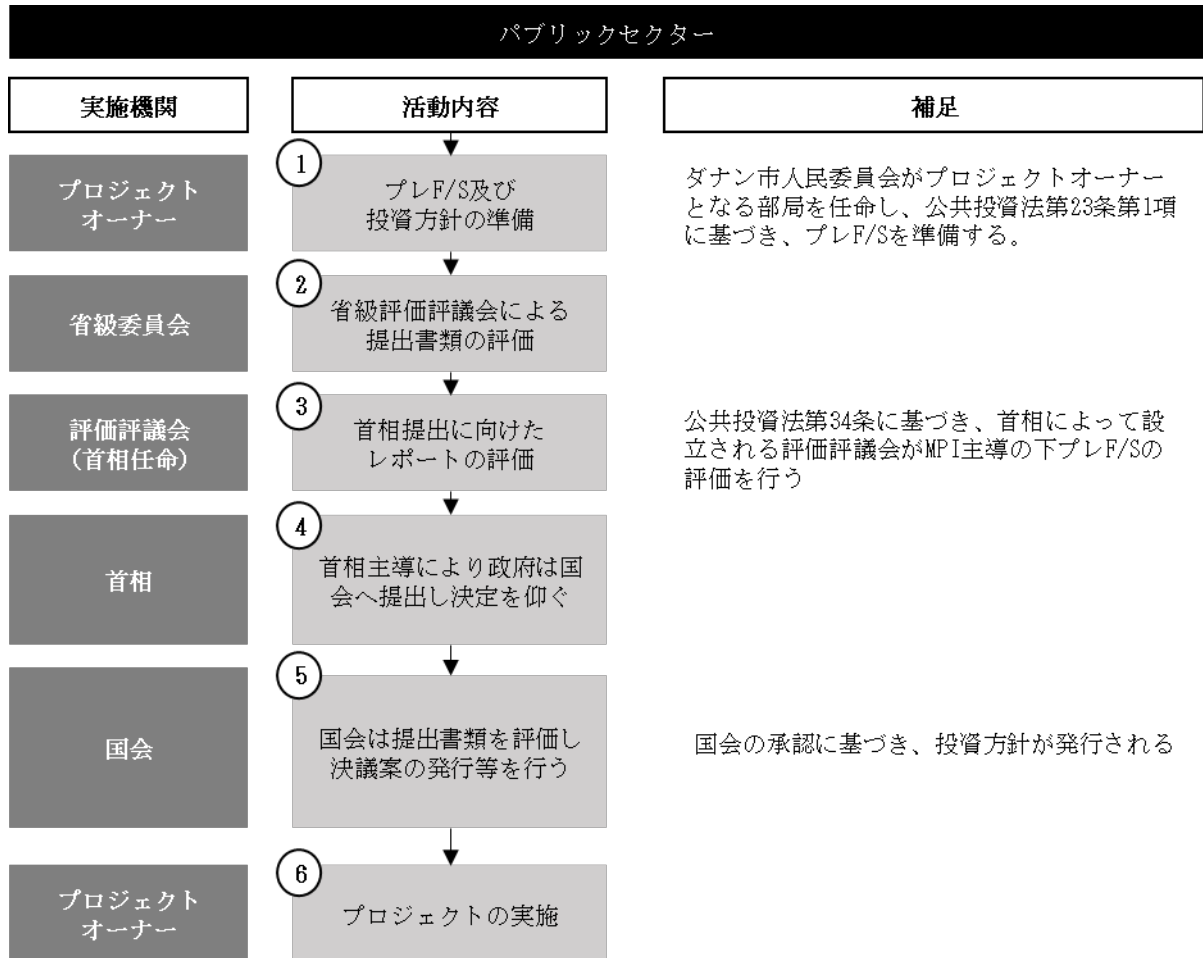 パブリックセクター
実施機関
活動内容
補足
プロジェクト
オーナー
1
プレF/S及び
投資方針の準備
ダナン市人民委員会がプロジェクトオーナー
となる部局を任命し、公共投資法第23条第1項
に基づき、プレF/Sを準備する。
省級委員会
2
省級評価評議会による
提出書類の評価
評価評議会
(首相任命)
3
首相提出に向けた
レポートの評価
公共投資法第34条に基づき、首相によって設
立される評価評議会がMPI主導の下プレF/Sの
評価を行う
首相
4
首相主導により政府は国
会へ提出し決定を仰ぐ
国会
5
国会は提出書類を評価し
決議案の発行等を行う
国会の承認に基づき、投資方針が発行される
プロジェクト
オーナー
6
プロジェクトの実施